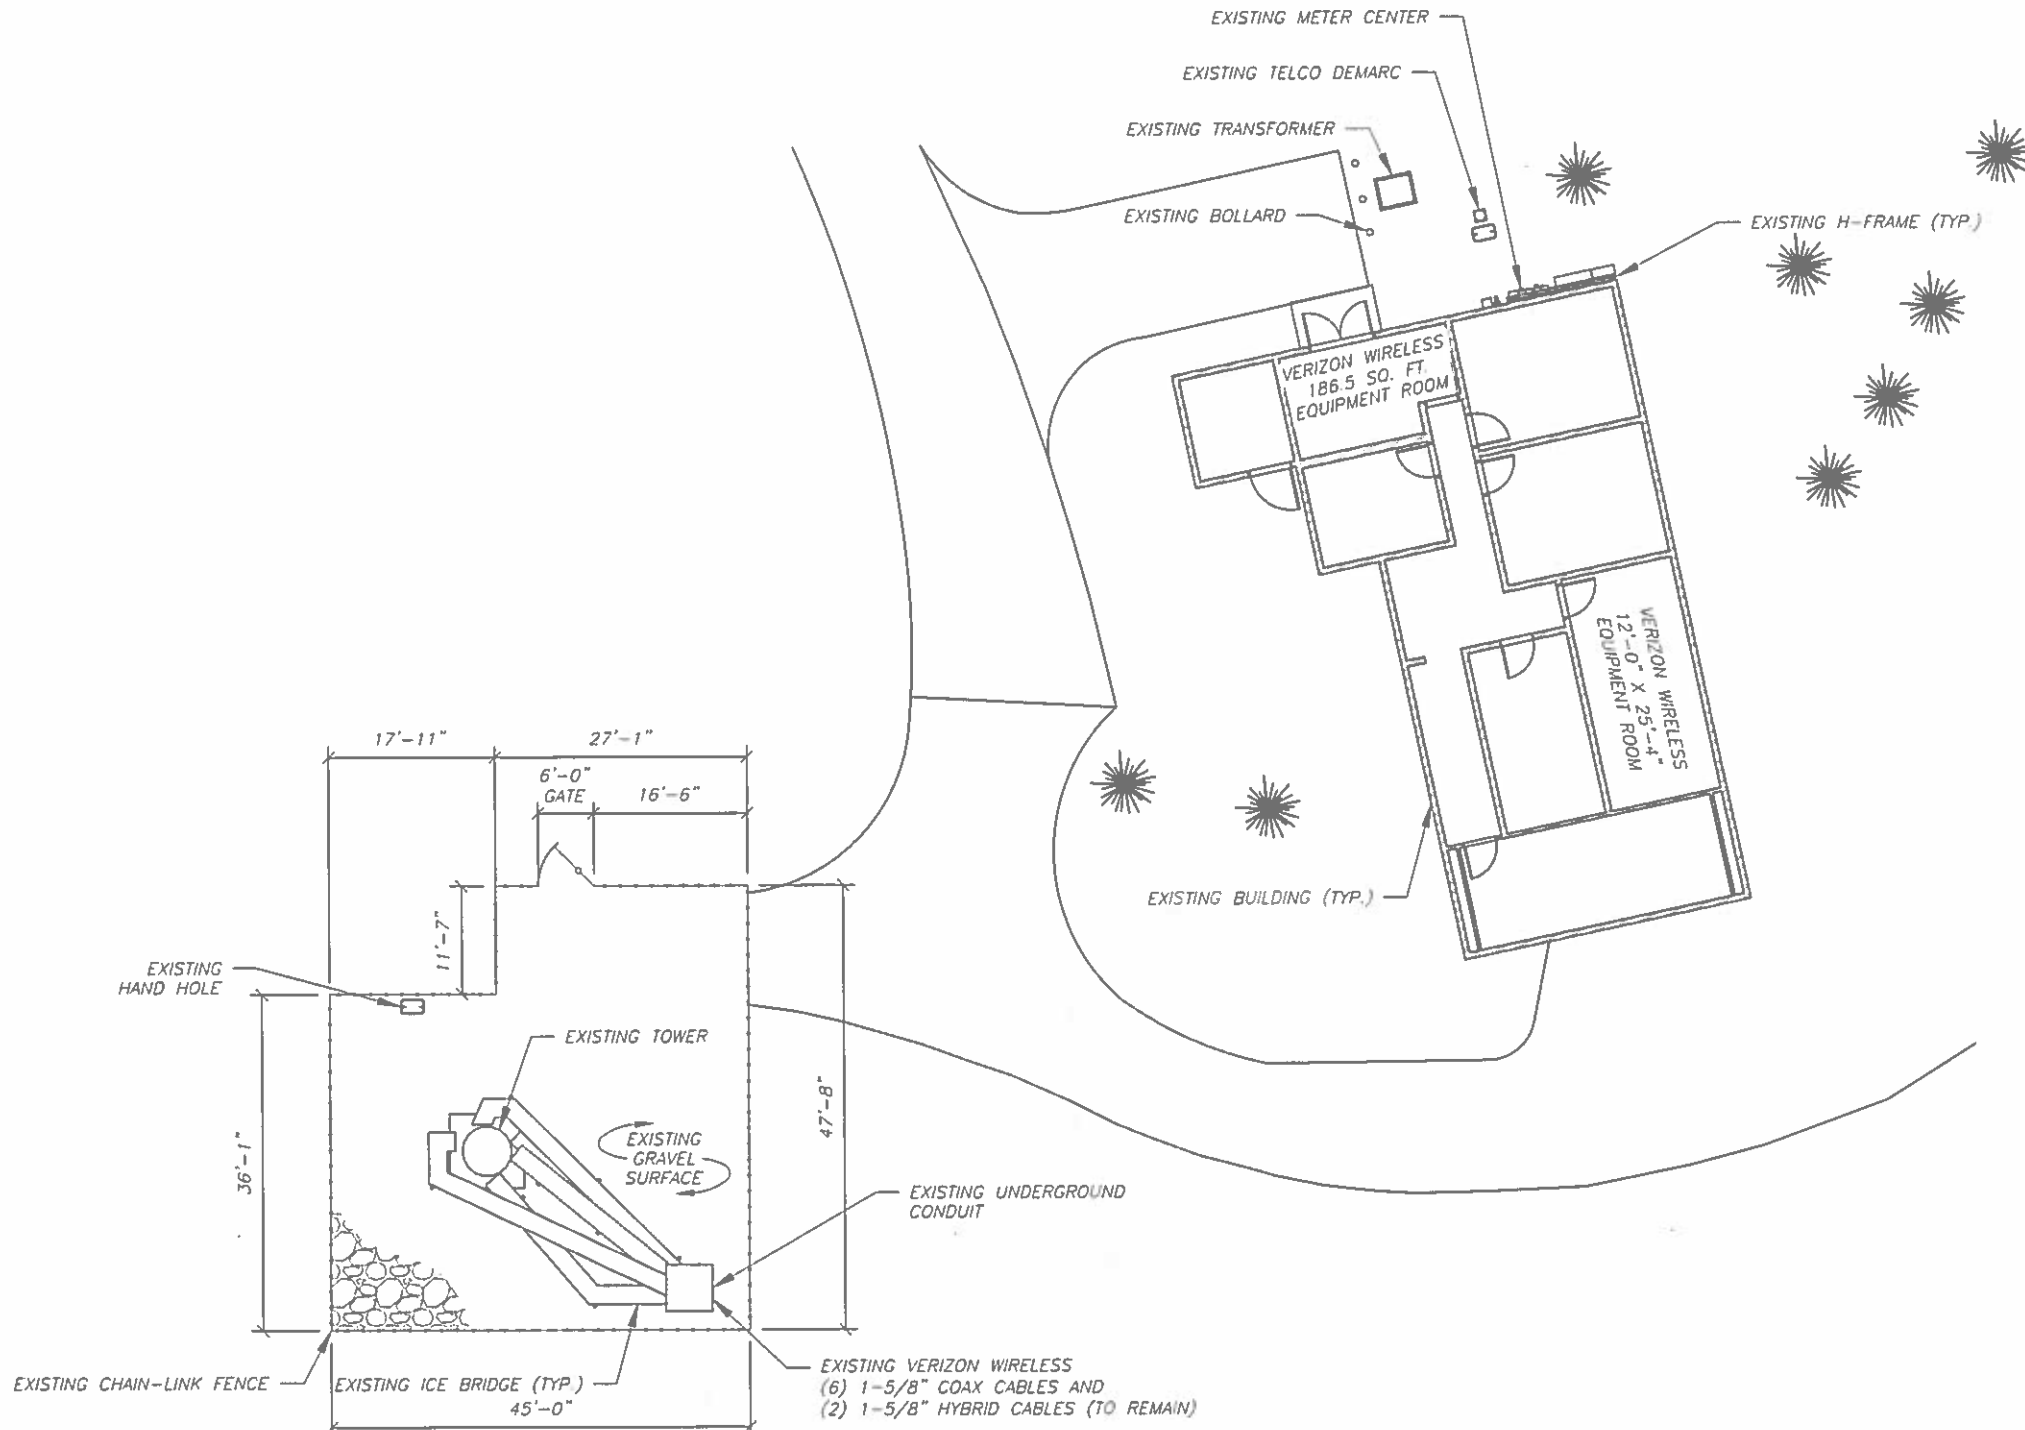 EXISTING METER CENTER
EXISTING TELCO DEMARC
EXISTING TRANSFORMER
EXISTING BOLLARD
EXISTING H-FRAME (TYP.)
VERIZON WIRELESS
186.5 SQ. FT.
EQUIPMENT ROOM
VERIZON WIRELESS
12'-0" X 25'-4"
EQUIPMENT ROOM
17'-11"
27'-1"
6'-0"
GATE
16'-6"
EXISTING BUILDING (TYP.)
11'-7"
EXISTING
HAND HOLE
EXISTING TOWER
47'-8"
36'-1"
EXISTING
GRAVEL
SURFACE
EXISTING UNDERGROUND
CONDUIT
EXISTING CHAIN-LINK FENCE
EXISTING ICE BRIDGE (TYP.)
45'-0"
EXISTING VERIZON WIRELESS
(6) 1-5/8" COAX CABLES AND
(2) 1-5/8" HYBRID CABLES (TO REMAIN)